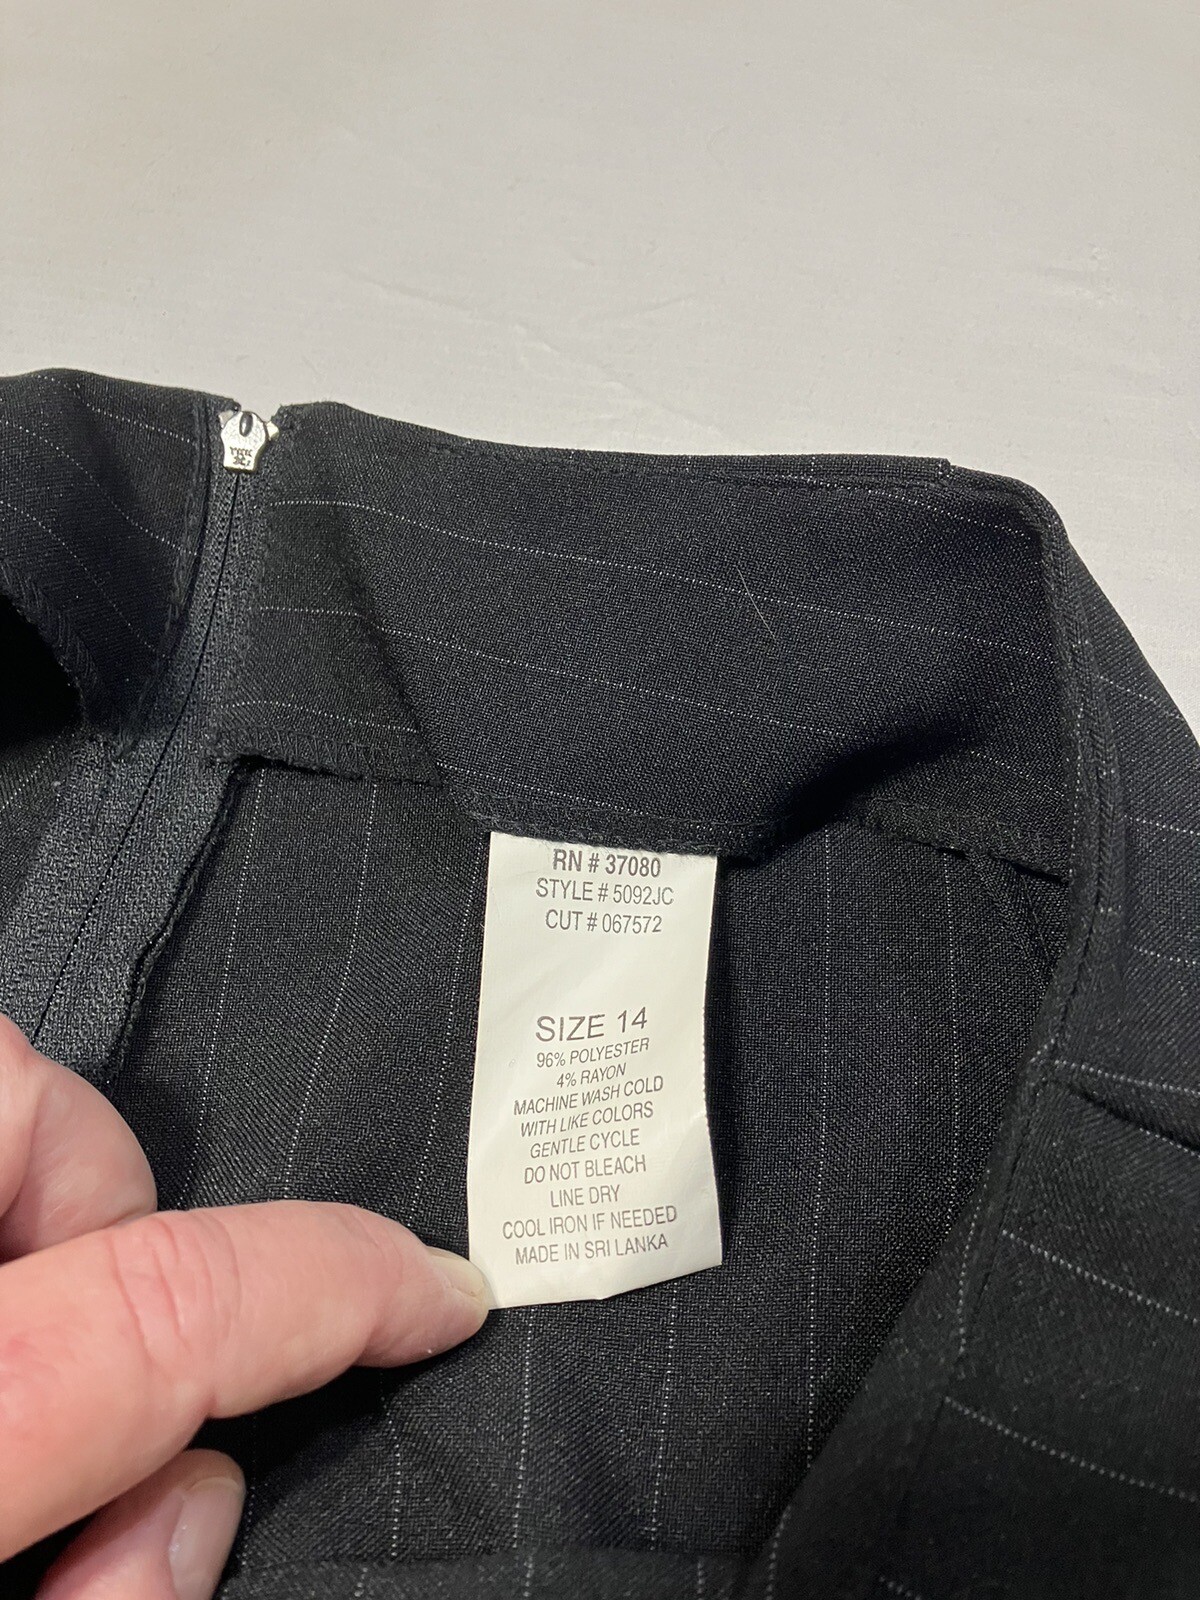 RN # 37080
STYLE # 5092JC
CUT # 067572
SIZE 14
96% POLYESTER
4% RAYON
MACHINE WASH COLD
WITH LIKE COLORS
GENTLE CYCLE
DO NOT BLEACH
LINE DRY
COOL IRON IF NEEDED
MADE IN SRI LANKA